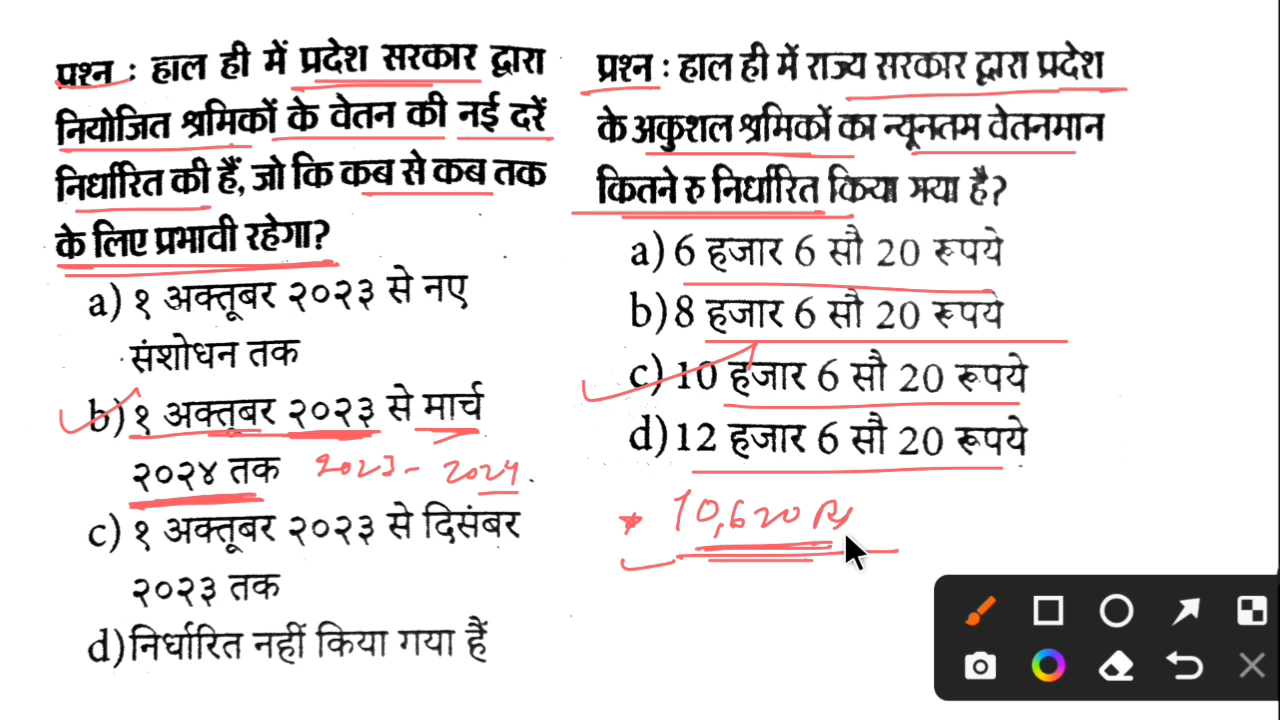 प्रश्न : हाल ही में प्रदेश सरकार द्वारा
नियोजित श्रमिकों के वेतन की नई दरें
निर्धारित की हैं, जो कि कब से कब तक
के लिए प्रभावी रहेगा?
a) १ अक्तूबर २०२३ से नए
संशोधन तक
b) १ अक्तूबर २०२३ से मार्च
२०२४ तक 2023 - 2024
c) १ अक्तूबर २०२३ से दिसंबर
२०२३ तक
d) निर्धारित नहीं किया गया हैं
प्रश्न : हाल ही में राज्य सरकार द्वारा प्रदेश
के अकुशल श्रमिकों का न्यूनतम वेतनमान
कितने रु निर्धारित किया गया है?
a) 6 हजार 6 सौ 20 रूपये
b) 8 हजार 6 सौ 20 रूपये
c) 10 हजार 6 सौ 20 रूपये
d) 12 हजार 6 सौ 20 रूपये
* 10,620 Rs